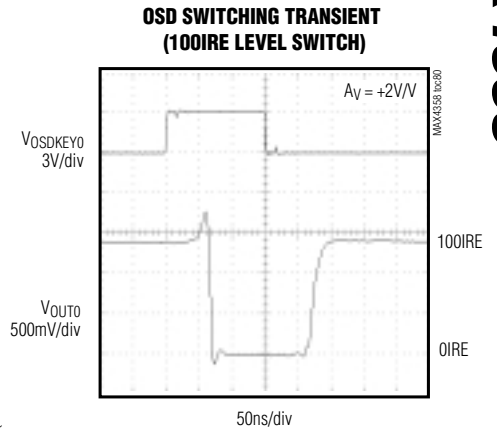 OSD SWITCHING TRANSIENT
(100IRE LEVEL SWITCH)
AV = +2V/V
MAX4358 toc80
VOSDKEY0
3V/div
100IRE
VOUT0
500mV/div
0IRE
50ns/div